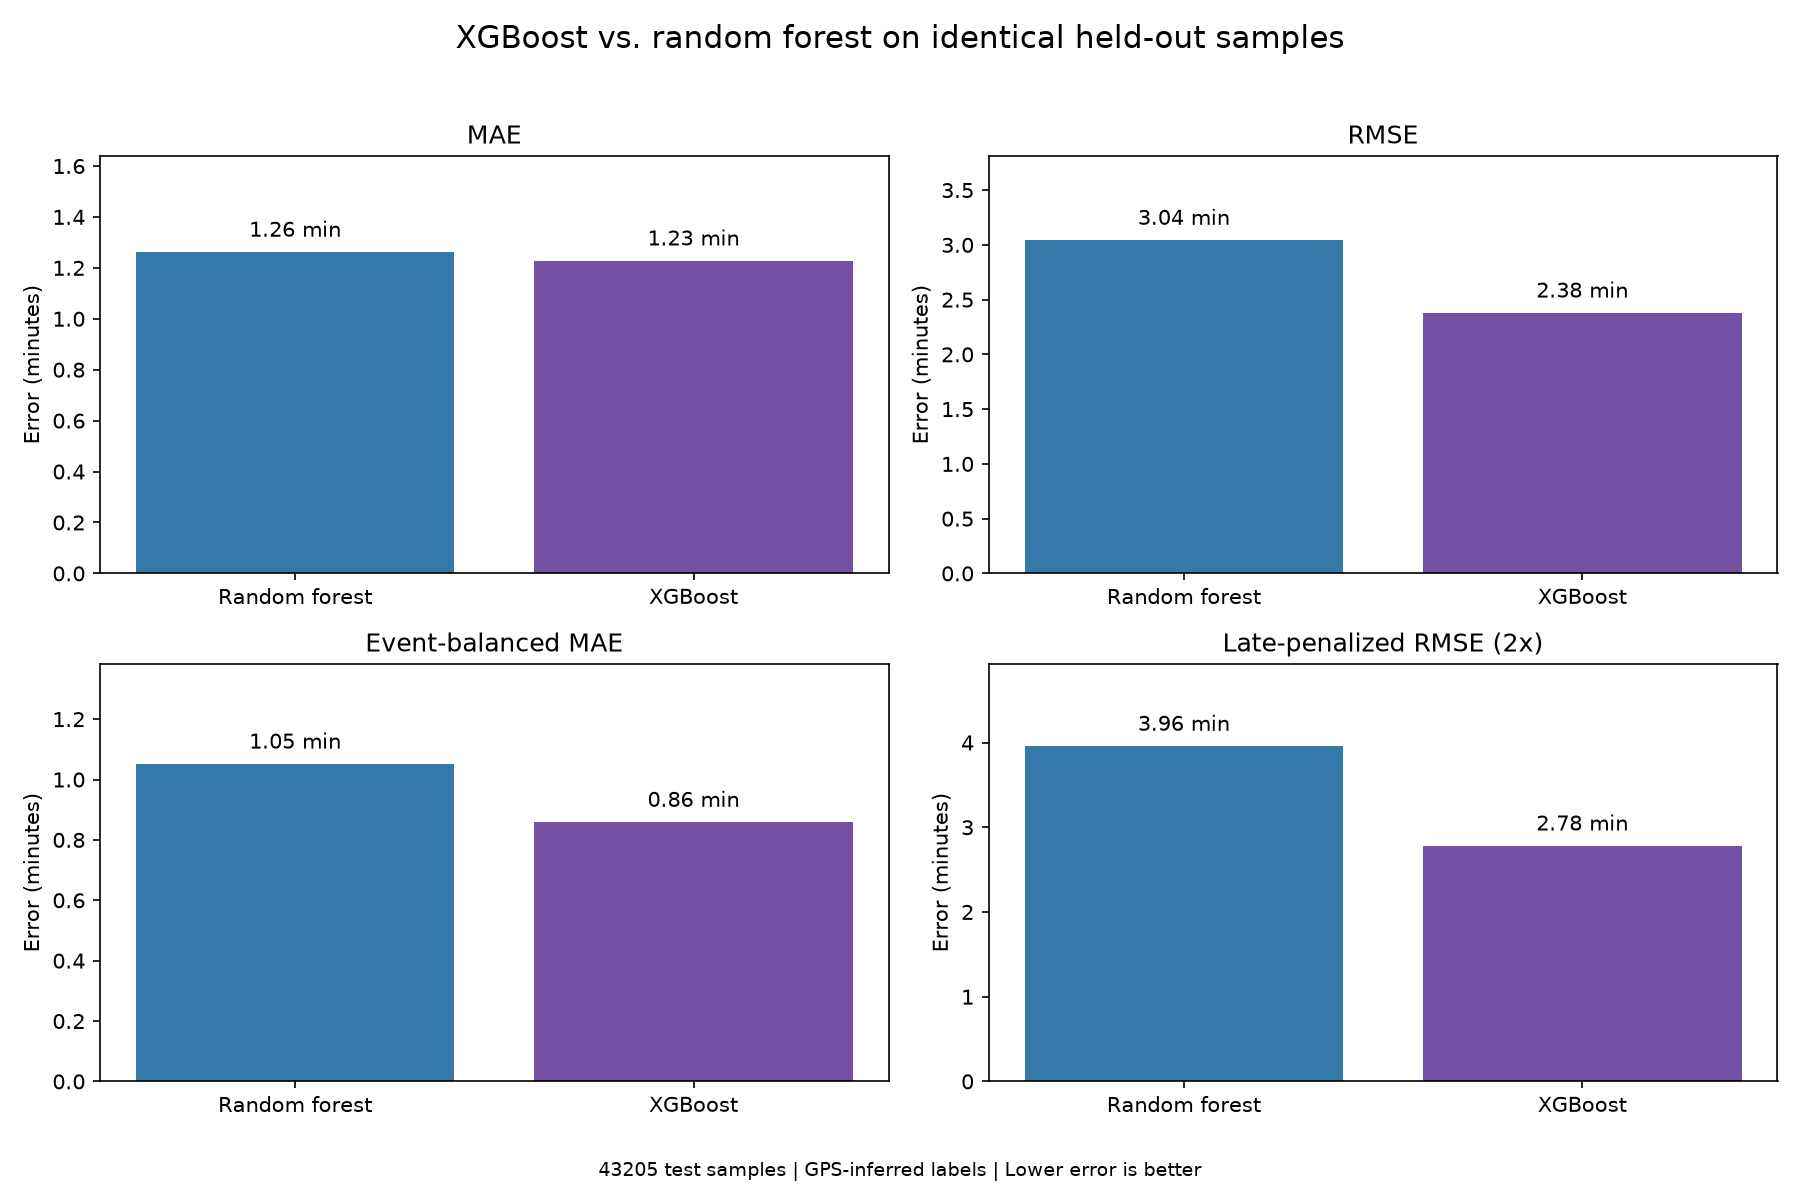 XGBoost vs. random forest on identical held-out samples
MAE
Error (minutes)
1.6
1.4
1.2
1.0
0.8
0.6
0.4
0.2
0.0
1.26 min
1.23 min
Random forest
XGBoost
RMSE
Error (minutes)
3.5
3.0
2.5
2.0
1.5
1.0
0.5
0.0
3.04 min
2.38 min
Random forest
XGBoost
Event-balanced MAE
Error (minutes)
1.2
1.0
0.8
0.6
0.4
0.2
0.0
1.05 min
0.86 min
Random forest
XGBoost
Late-penalized RMSE (2x)
Error (minutes)
4
3
2
1
0
3.96 min
2.78 min
Random forest
XGBoost
43205 test samples | GPS-inferred labels | Lower error is better